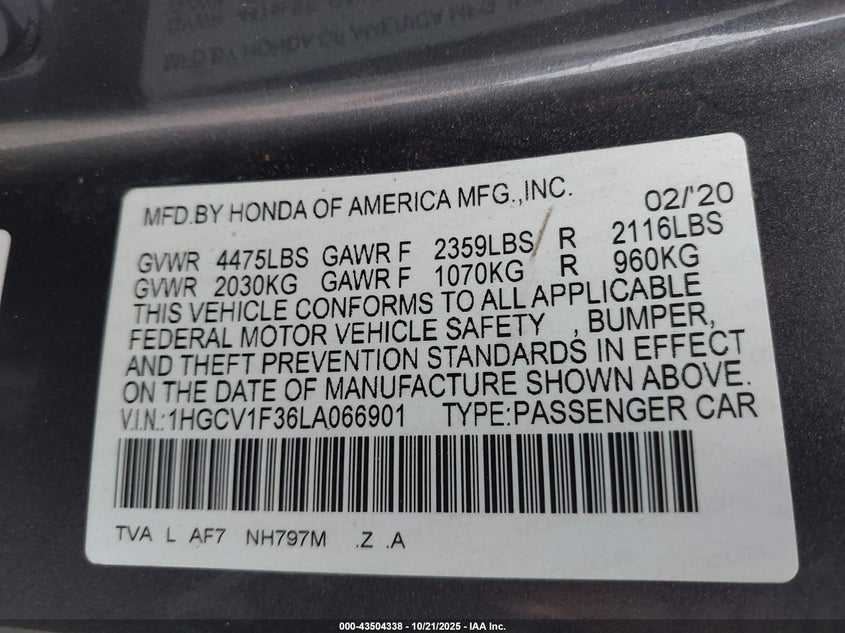 MFD.BY HONDA OF AMERICA MFG.,INC. 02/'20
GVWR 4475LBS GAWR F 2359LBS R 2116LBS
GVWR 2030KG GAWR F 1070KG R 960KG
THIS VEHICLE CONFORMS TO ALL APPLICABLE
FEDERAL MOTOR VEHICLE SAFETY , BUMPER,
AND THEFT PREVENTION STANDARDS IN EFFECT
ON THE DATE OF MANUFACTURE SHOWN ABOVE.
V.I.N.:1HGCV1F36LA066901 TYPE:PASSENGER CAR
TVA L AF7 NH797M .Z .A
000-43504338 - 10/21/2025 - IAA Inc.